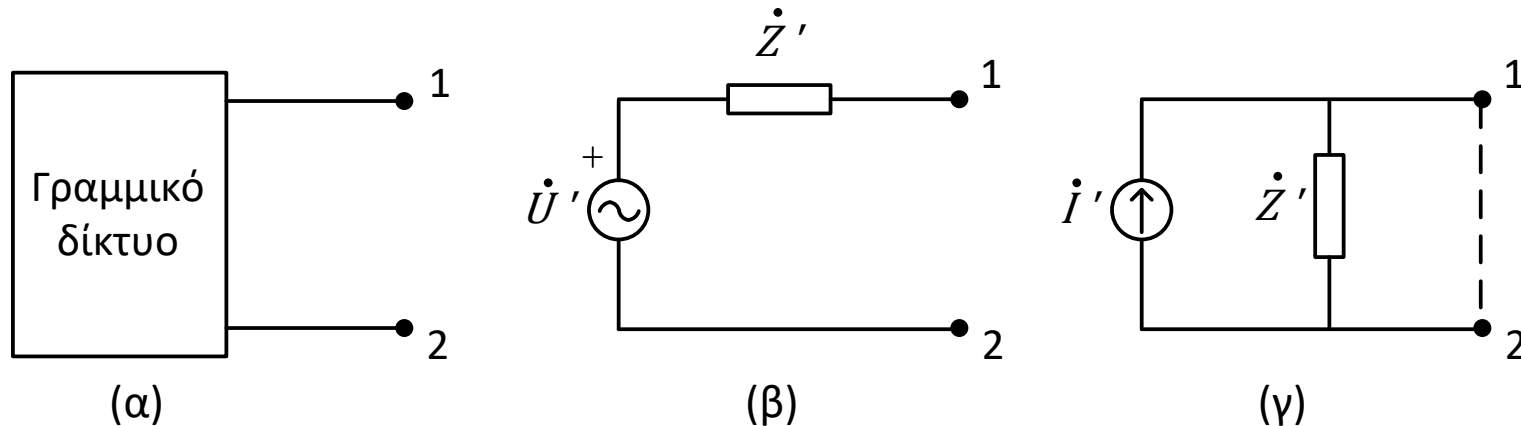 Γραμμικό
δίκτυο
1
2
(α)
Ż ′
+
U̇ ′
1
2
(β)
İ ′
Ż ′
1
2
(γ)